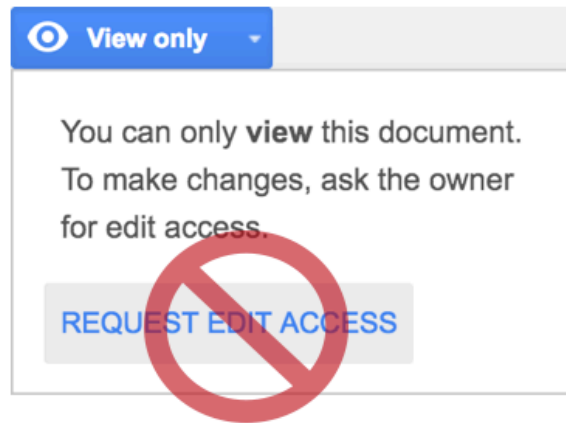 View only
You can only view this document.
To make changes, ask the owner
for edit access.
REQUEST EDIT ACCESS